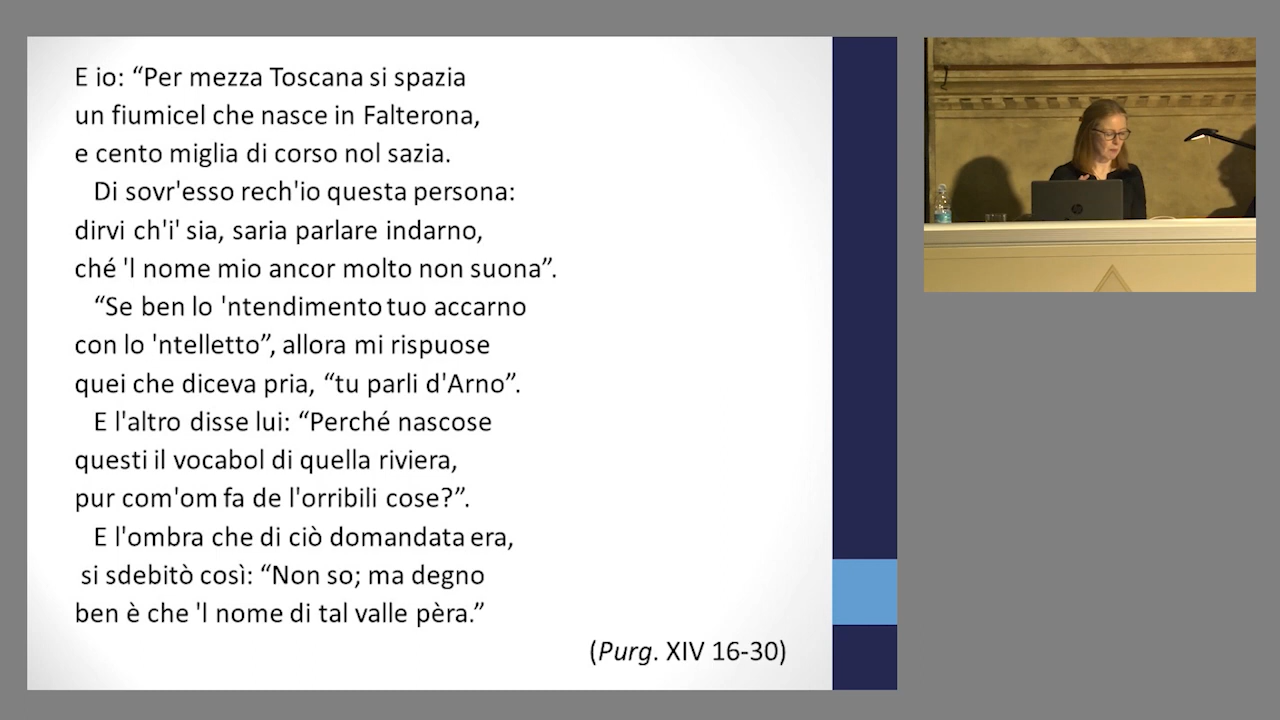 E io: “Per mezza Toscana si spazia
un fiumicel che nasce in Falterona,
e cento miglia di corso nol sazia.
Di sovr'esso rech'io questa persona:
dirvi ch'i' sia, saria parlare indarno,
ché 'l nome mio ancor molto non suona”.
“Se ben lo 'ntendimento tuo accarno
con lo 'ntelletto”, allora mi rispuose
quei che diceva pria, “tu parli d'Arno”.
E l'altro disse lui: “Perché nascose
questi il vocabol di quella riviera,
pur com'om fa de l'orribili cose?”.
E l'ombra che di ciò domandata era,
si sdebitò così: “Non so; ma degno
ben è che 'l nome di tal valle pèra.”
(Purg. XIV 16-30)
hp